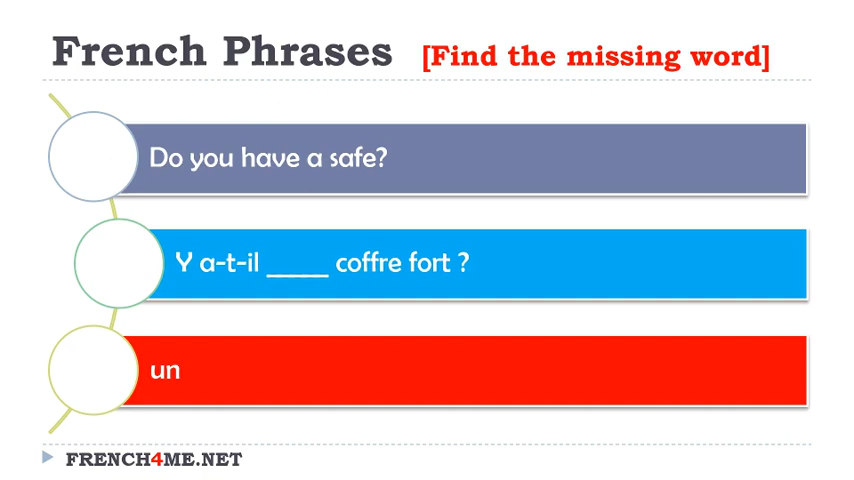 French Phrases [Find the missing word]
Do you have a safe?
Y a-t-il _____ coffre fort ?
un
FRENCH4ME.NET